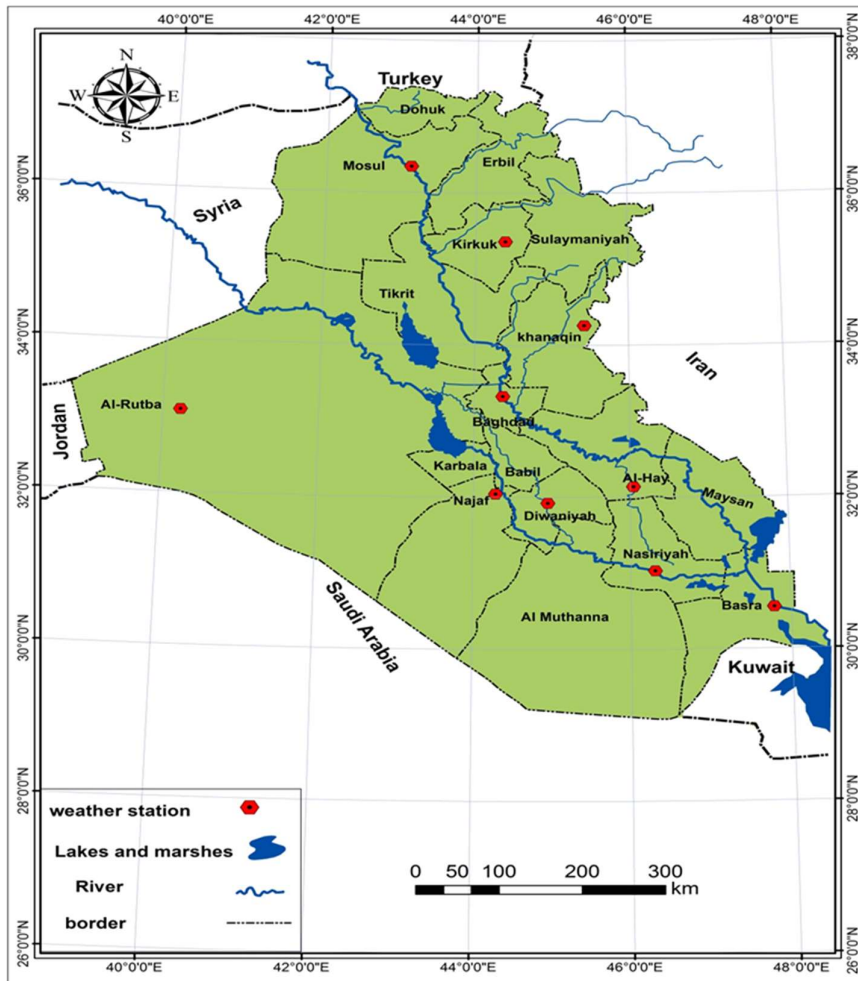 40°0'0"E 42°0'0"E 44°0'0"E 46°0'0"E 48°0'0"E
38°0'0"N
N
W E
S
Turkey
Dohuk
Mosul
Erbil
36°0'0"N
36°0'0"N
Syria
Kirkuk
Sulaymaniyah
Tikrit
khanaqin
34°0'0"N
34°0'0"N
Iran
Al-Rutba
Jordan
Baghdad
Karbala
Babil
Al-Hay
Maysan
32°0'0"N
32°0'0"N
Najaf
Diwaniyah
Nasiriyah
Basra
Al Muthanna
Saudi Arabia
30°0'0"N
30°0'0"N
Kuwait
28°0'0"N
28°0'0"N
weather station
Lakes and marshes
River
border
0 50 100 200 300
km
26°0'0"N
26°0'0"N
40°0'0"E 42°0'0"E 44°0'0"E 46°0'0"E 48°0'0"E